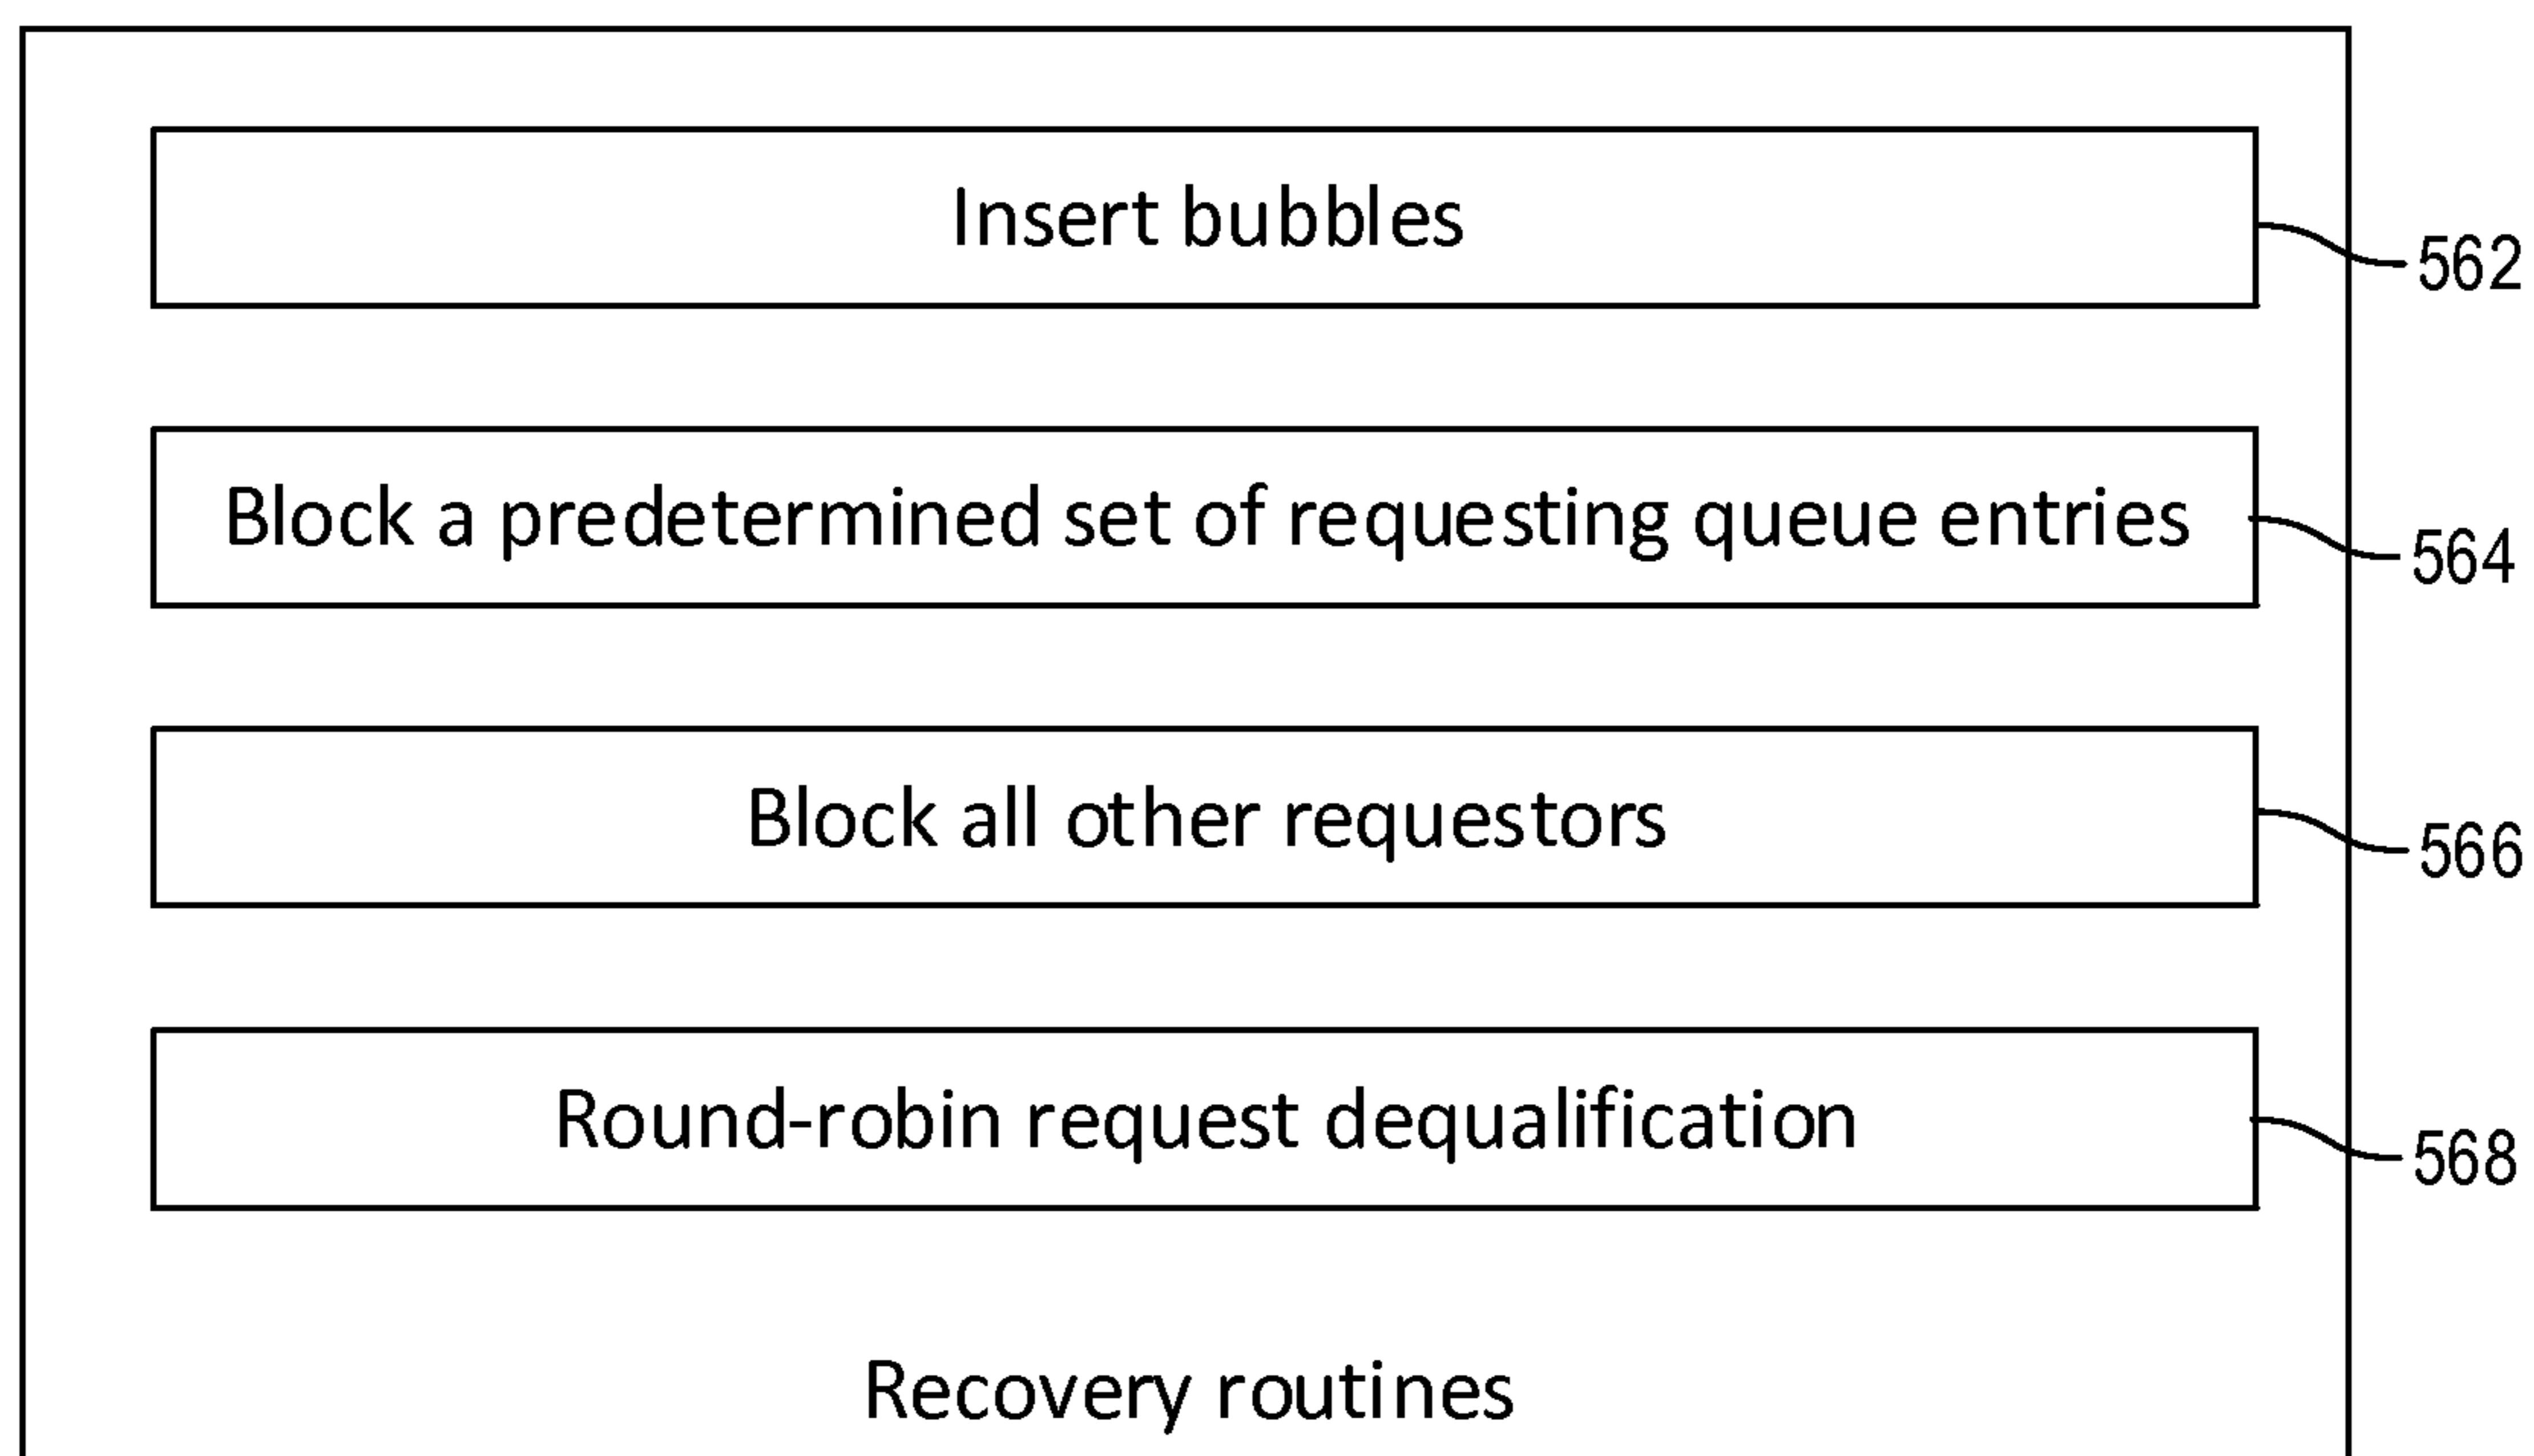 Insert bubbles
562
Block a predetermined set of requesting queue entries
564
Block all other requestors
566
Round-robin request dequalification
568
Recovery routines